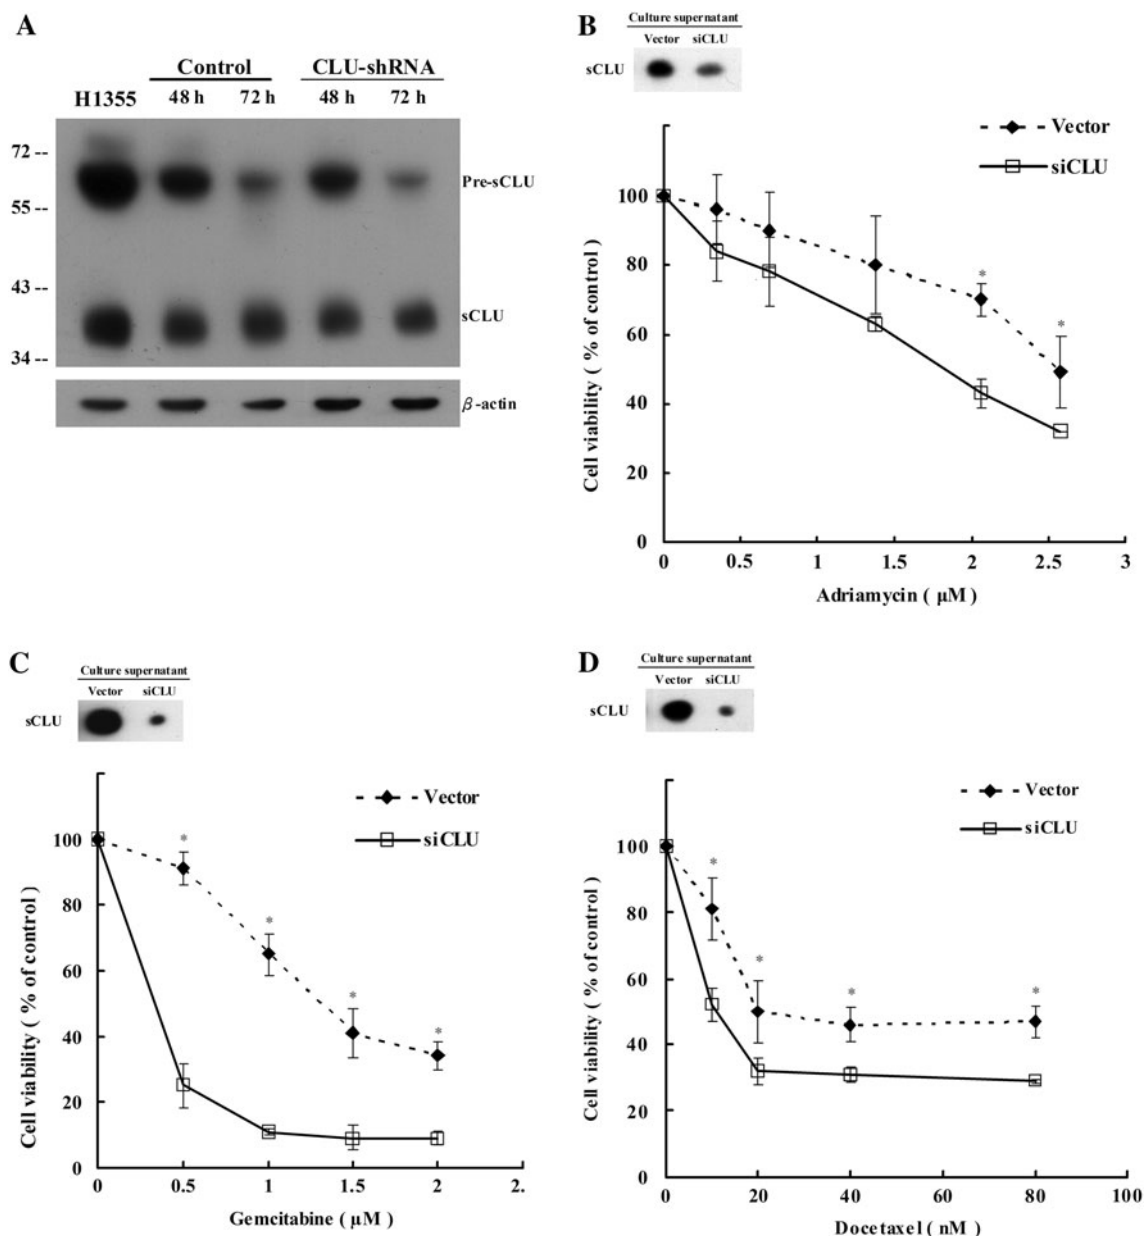 A
Control CLU-shRNA
H1355 48 h 72 h 48 h 72 h
72 --
Pre-sCLU
55 --
43 --
sCLU
34 --
β-actin
B
Culture supernatant
Vector siCLU
sCLU
Vector
siCLU
100
80
60
40
20
0
Cell viability ( % of control )
0 0.5 1 1.5 2 2.5 3
Adriamycin ( µM )
* *
C
Culture supernatant
Vector siCLU
sCLU
Vector
siCLU
100
80
60
40
20
0
Cell viability ( % of control )
0 0.5 1 1.5 2 2.
Gemcitabine ( µM )
* * * *
D
Culture supernatant
Vector siCLU
sCLU
Vector
siCLU
100
80
60
40
20
0
Cell viability ( % of control )
0 20 40 60 80 100
Docetaxel ( nM )
* * * *